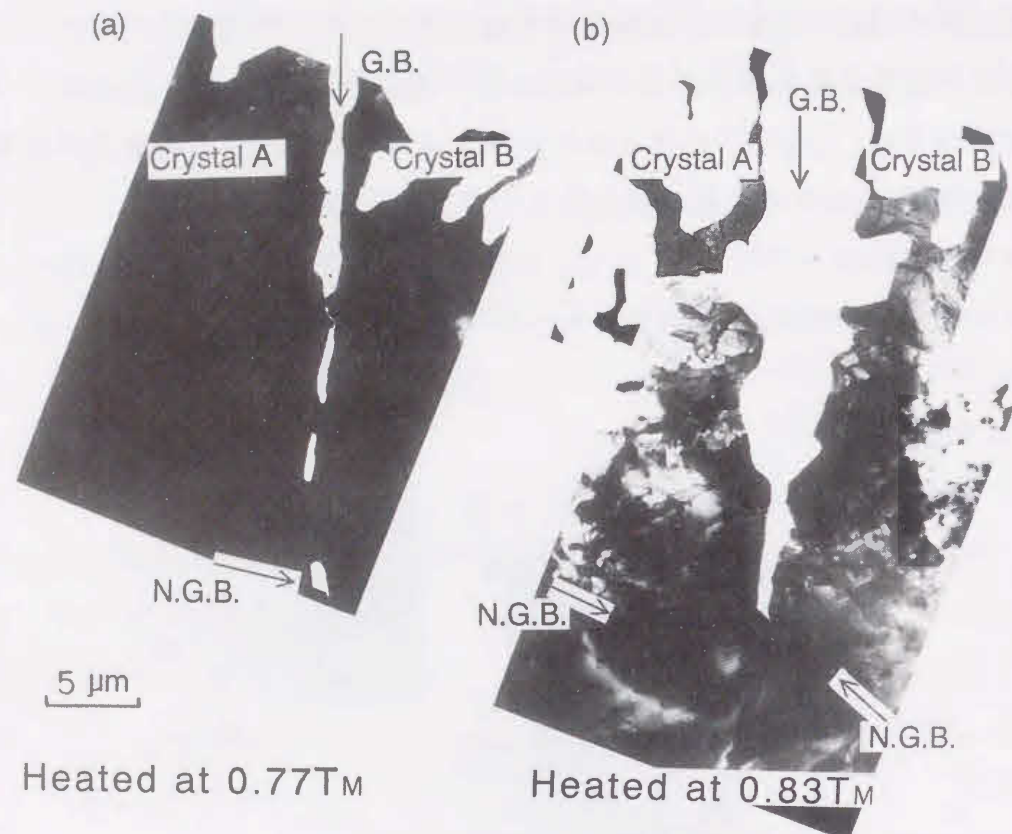 (a)
G.B.
Crystal A
Crystal B
N.G.B.
5 μm
Heated at 0.77TM
(b)
G.B.
Crystal A
Crystal B
N.G.B.
N.G.B.
Heated at 0.83TM